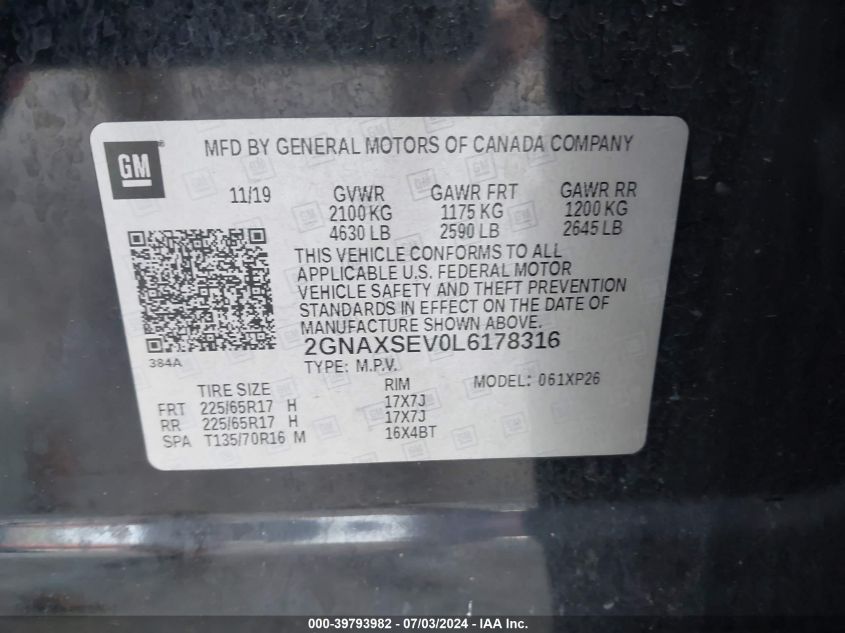 GM
MFD BY GENERAL MOTORS OF CANADA COMPANY
11/19 GVWR GAWR FRT GAWR RR
2100 KG 1175 KG 1200 KG
4630 LB 2590 LB 2645 LB
THIS VEHICLE CONFORMS TO ALL
APPLICABLE U.S. FEDERAL MOTOR
VEHICLE SAFETY AND THEFT PREVENTION
STANDARDS IN EFFECT ON THE DATE OF
MANUFACTURE SHOWN ABOVE.
2GNAXSEV0L6178316
384A
TYPE: M.P.V.
TIRE SIZE RIM MODEL: 061XP26
FRT 225/65R17 H 17X7J
RR 225/65R17 H 17X7J
SPA T135/70R16 M 16X4BT
000-39793982 / 07/03/2024 - IAA Inc.